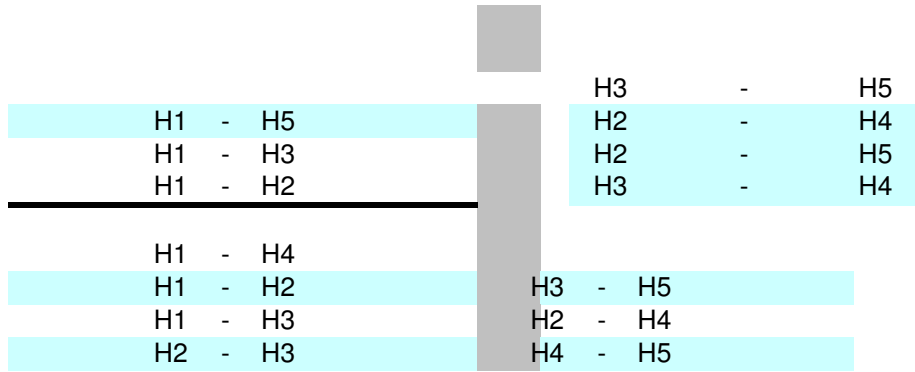 H3 - H5
H1 - H5 H2 - H4
H1 - H3 H2 - H5
H1 - H2 H3 - H4
H1 - H4
H1 - H2 H3 - H5
H1 - H3 H2 - H4
H2 - H3 H4 - H5